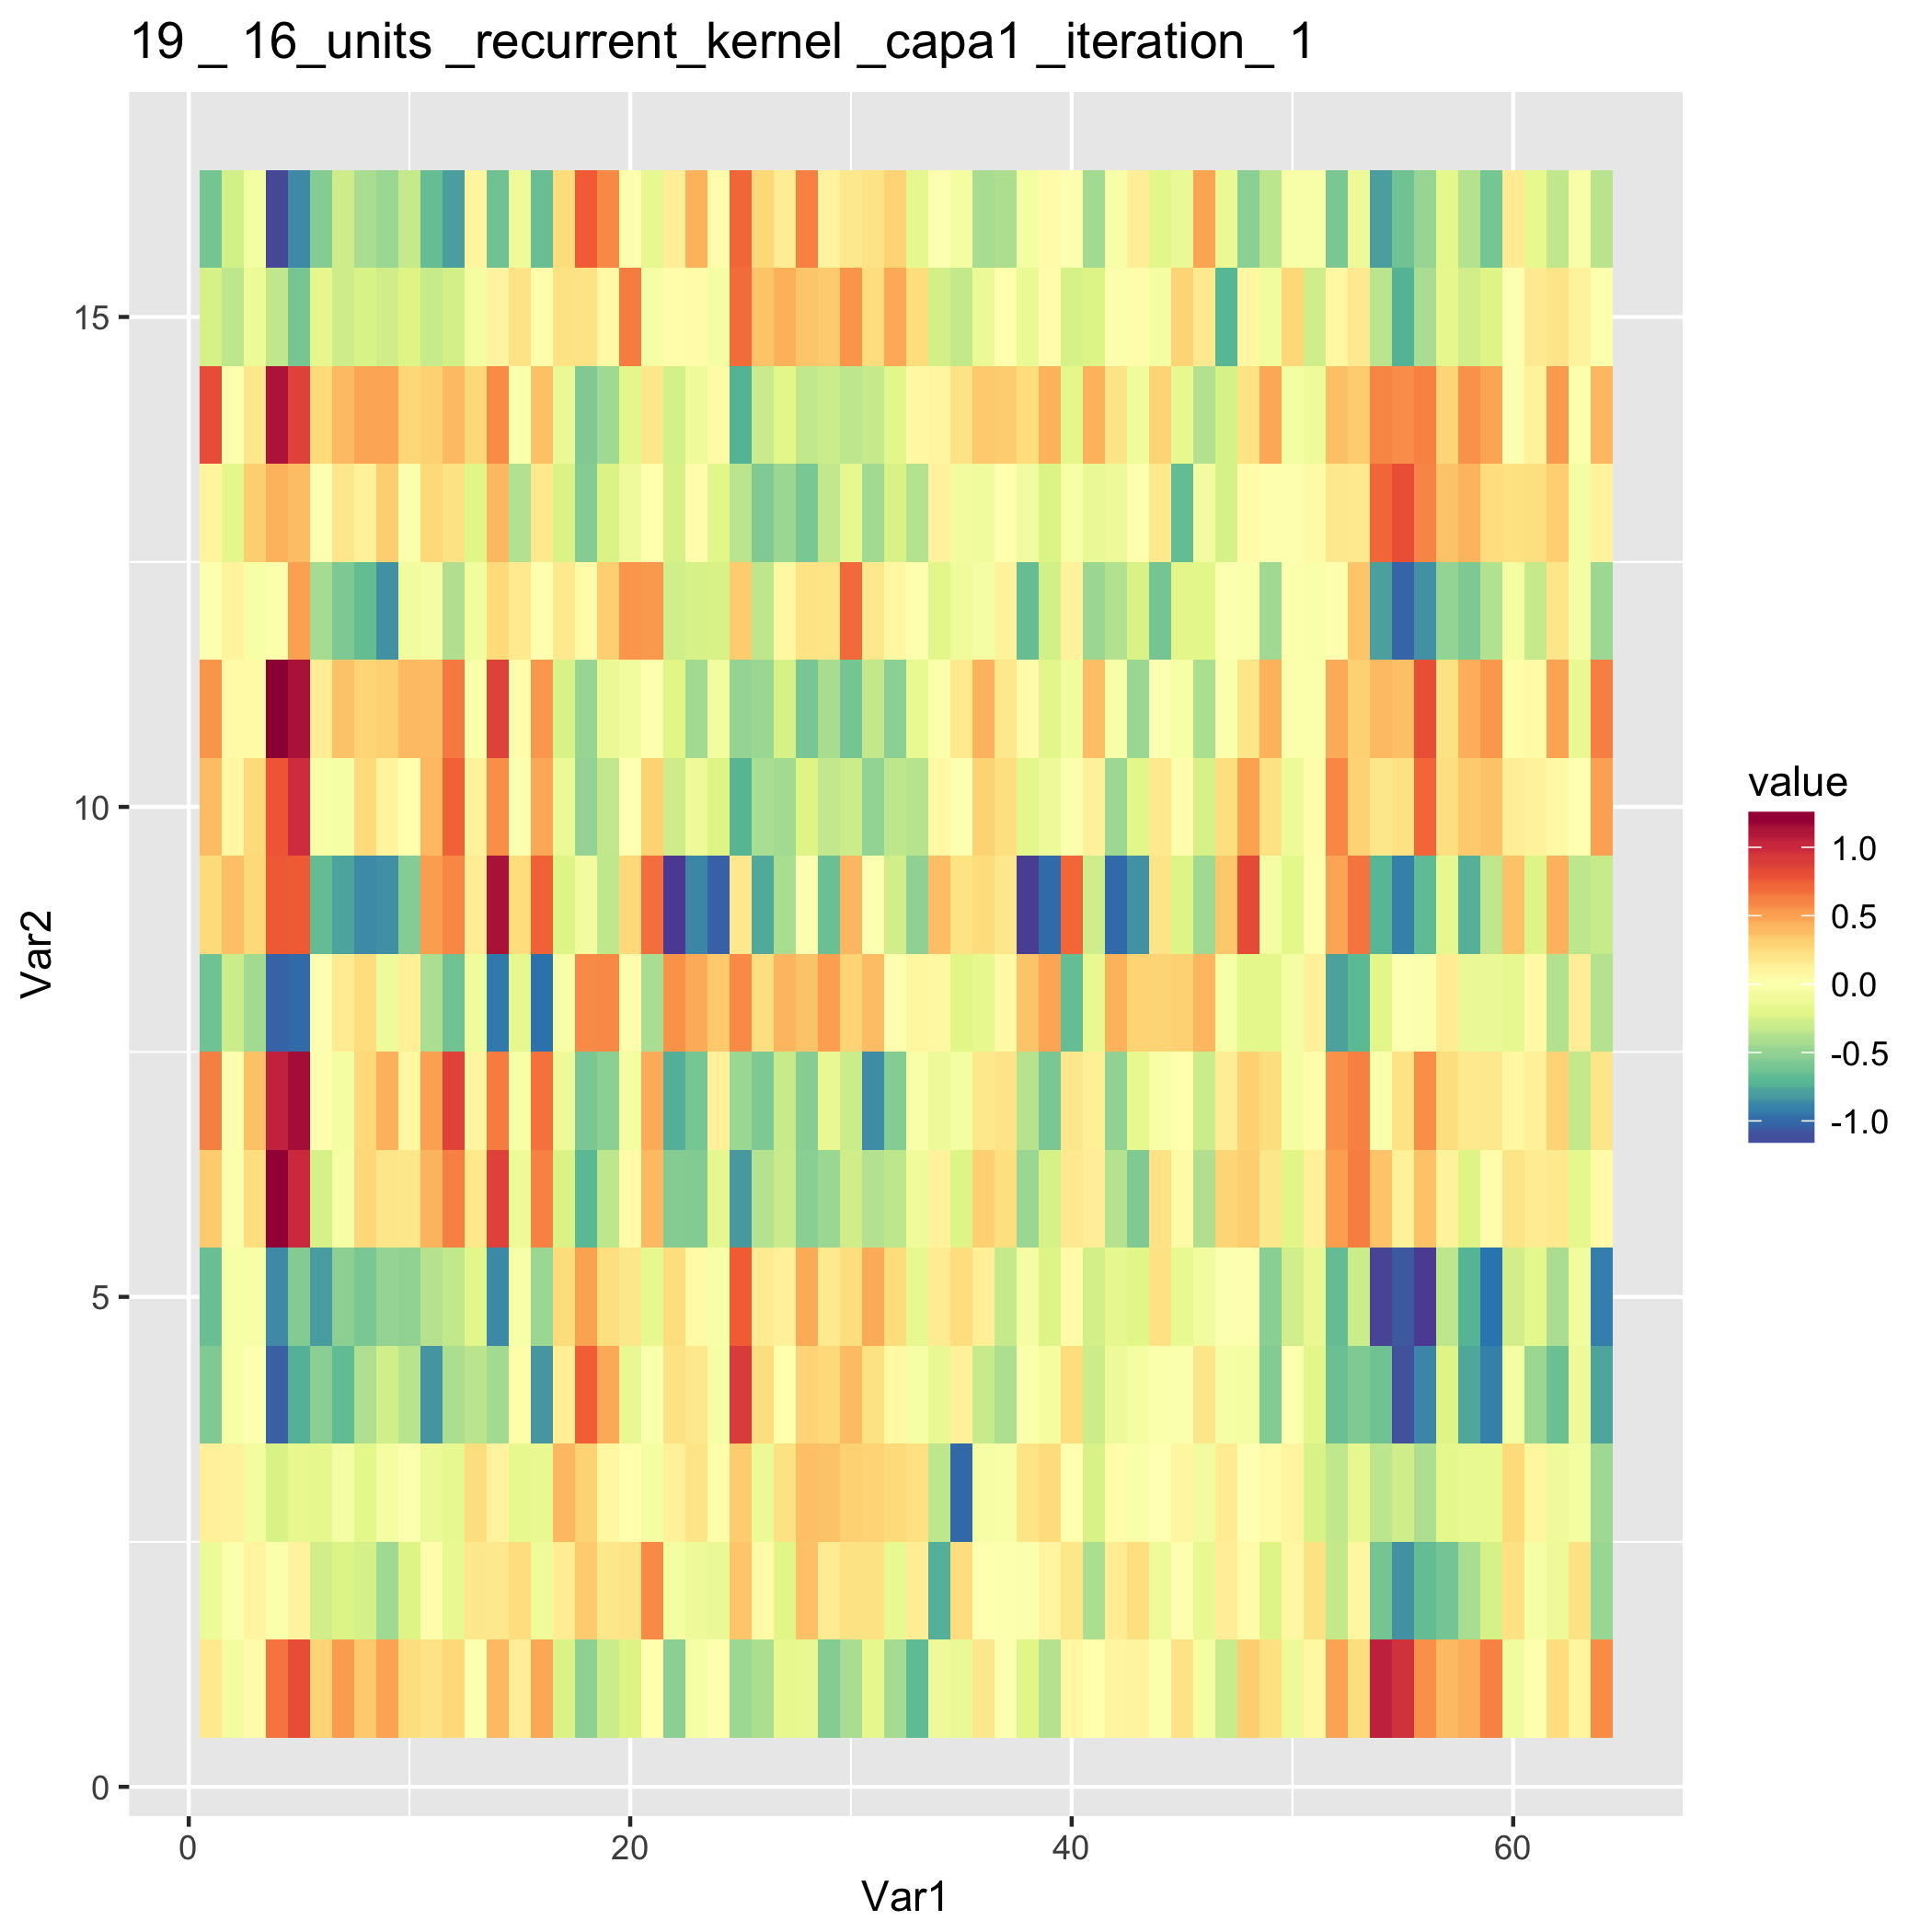 19 _ 16_units _recurrent_kernel _capa1 _iteration_ 1
15
10
5
0
0 20 40 60
Var1
Var2
value
1.0
0.5
0.0
-0.5
-1.0